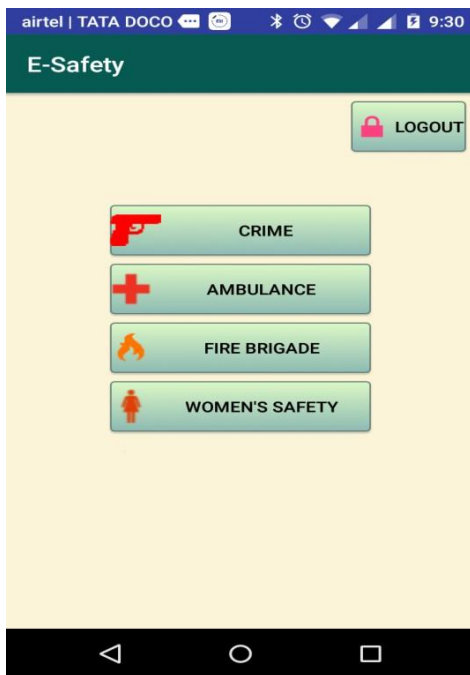 airtel | TATA DOCO 9:30
E-Safety
LOGOUT
CRIME
AMBULANCE
FIRE BRIGADE
WOMEN'S SAFETY